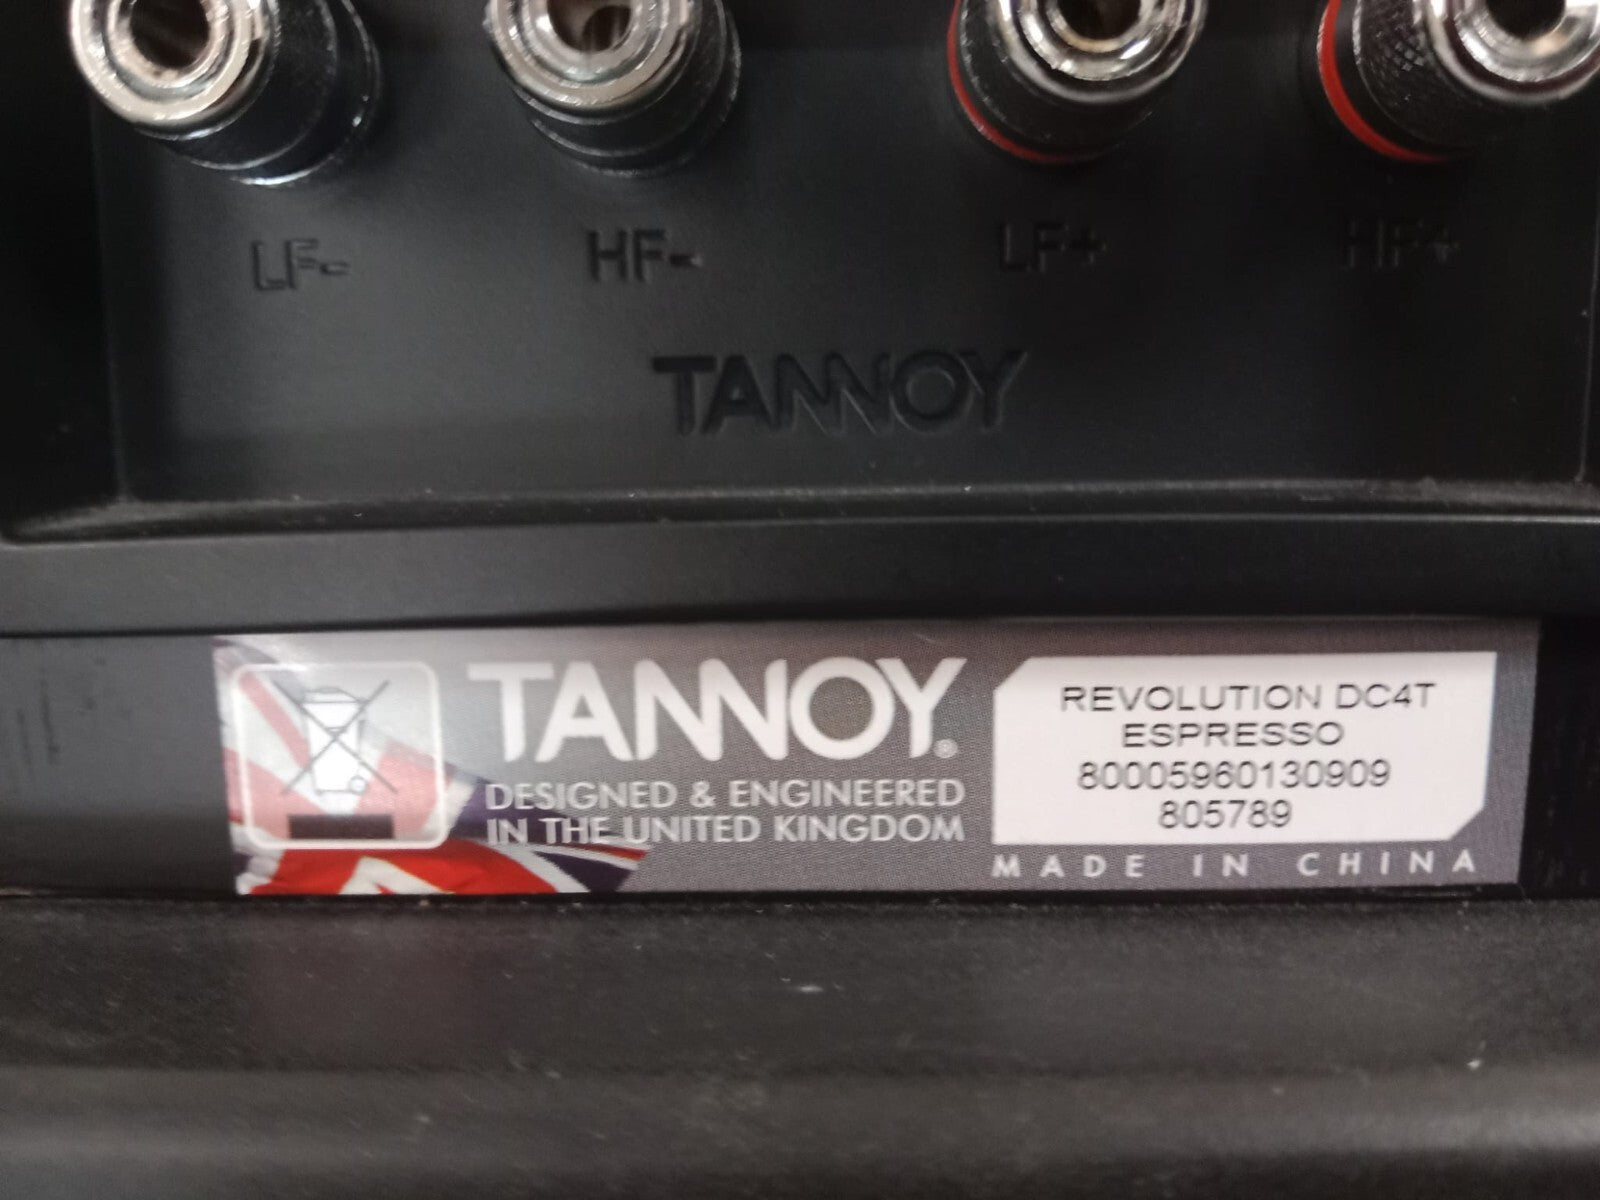 LF-
HF-
LF+
HF+
TANNOY
TANNOY®
DESIGNED & ENGINEERED
IN THE UNITED KINGDOM
REVOLUTION DC4T
ESPRESSO
80005960130909
805789
MADE IN CHINA